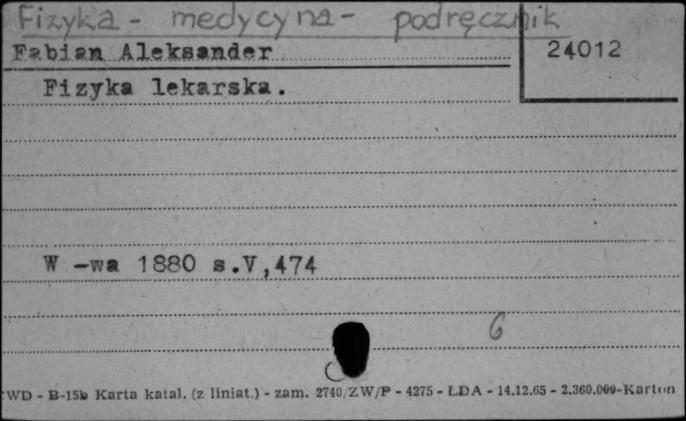 Fizyka - medycyna - podręcznik
Fabian Aleksander
24012
Fizyka lekarska.
W -wa 1880 s.V,474
6
WD - B-15b Karta katal. (z liniat.) - zam. 2740/ZW/P - 4275 - ŁDA - 14.12.65 - 2.360.000-Karton